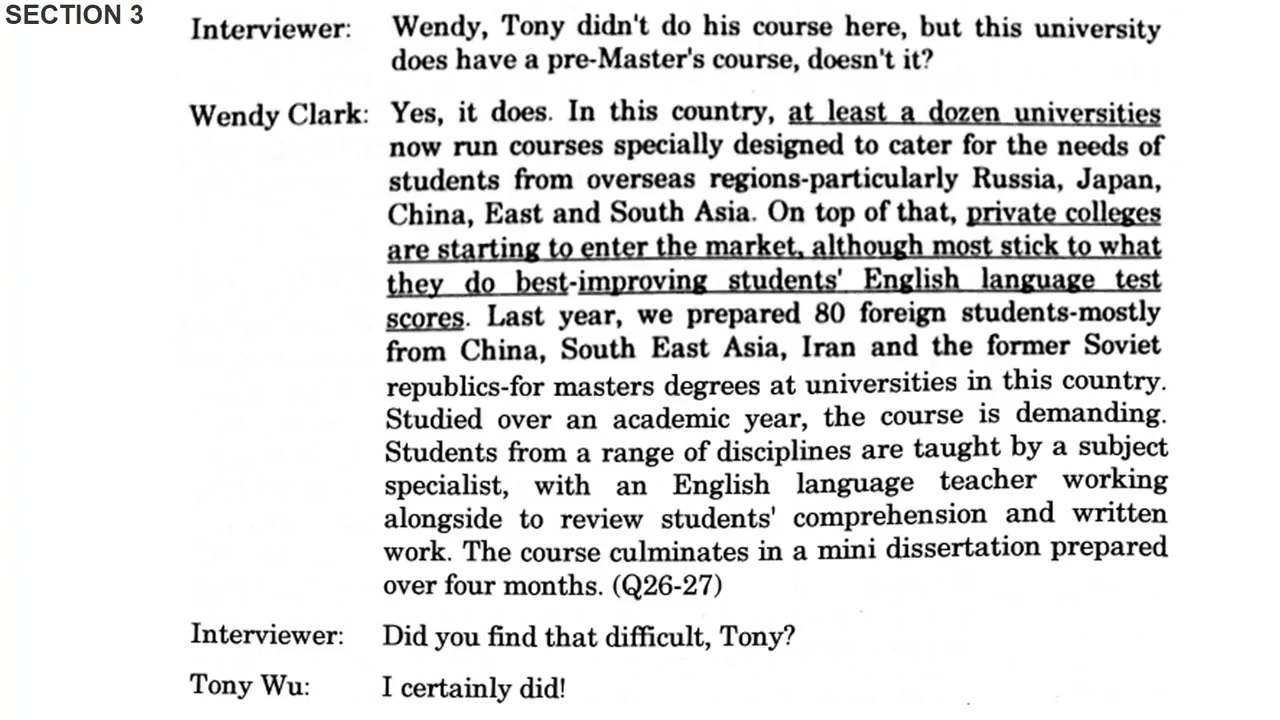 SECTION 3
Interviewer: Wendy, Tony didn't do his course here, but this university
does have a pre-Master's course, doesn't it?
Wendy Clark: Yes, it does. In this country, at least a dozen universities
now run courses specially designed to cater for the needs of
students from overseas regions-particularly Russia, Japan,
China, East and South Asia. On top of that, private colleges
are starting to enter the market, although most stick to what
they do best-improving students' English language test
scores. Last year, we prepared 80 foreign students-mostly
from China, South East Asia, Iran and the former Soviet
republics-for masters degrees at universities in this country.
Studied over an academic year, the course is demanding.
Students from a range of disciplines are taught by a subject
specialist, with an English language teacher working
alongside to review students' comprehension and written
work. The course culminates in a mini dissertation prepared
over four months. (Q26-27)
Interviewer: Did you find that difficult, Tony?
Tony Wu: I certainly did!